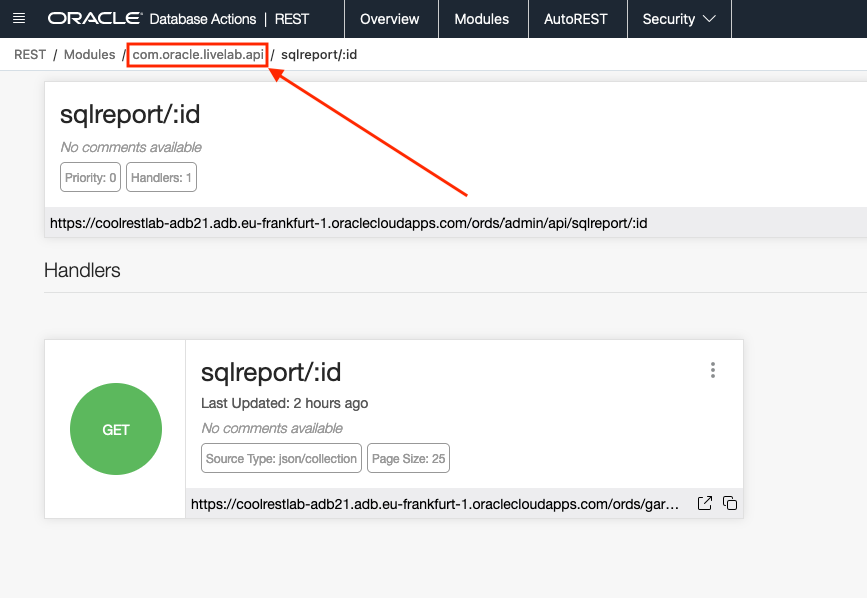 ORACLE Database Actions | REST Overview Modules AutoREST Security
REST / Modules / com.oracle.livelab.api / sqlreport/:id
sqlreport/:id
No comments available
Priority: 0 Handlers: 1
https://coolrestlab-adb21.adb.eu-frankfurt-1.oraclecloudapps.com/ords/admin/api/sqlreport/:id
Handlers
GET
sqlreport/:id
Last Updated: 2 hours ago
No comments available
Source Type: json/collection Page Size: 25
https://coolrestlab-adb21.adb.eu-frankfurt-1.oraclecloudapps.com/ords/gar...